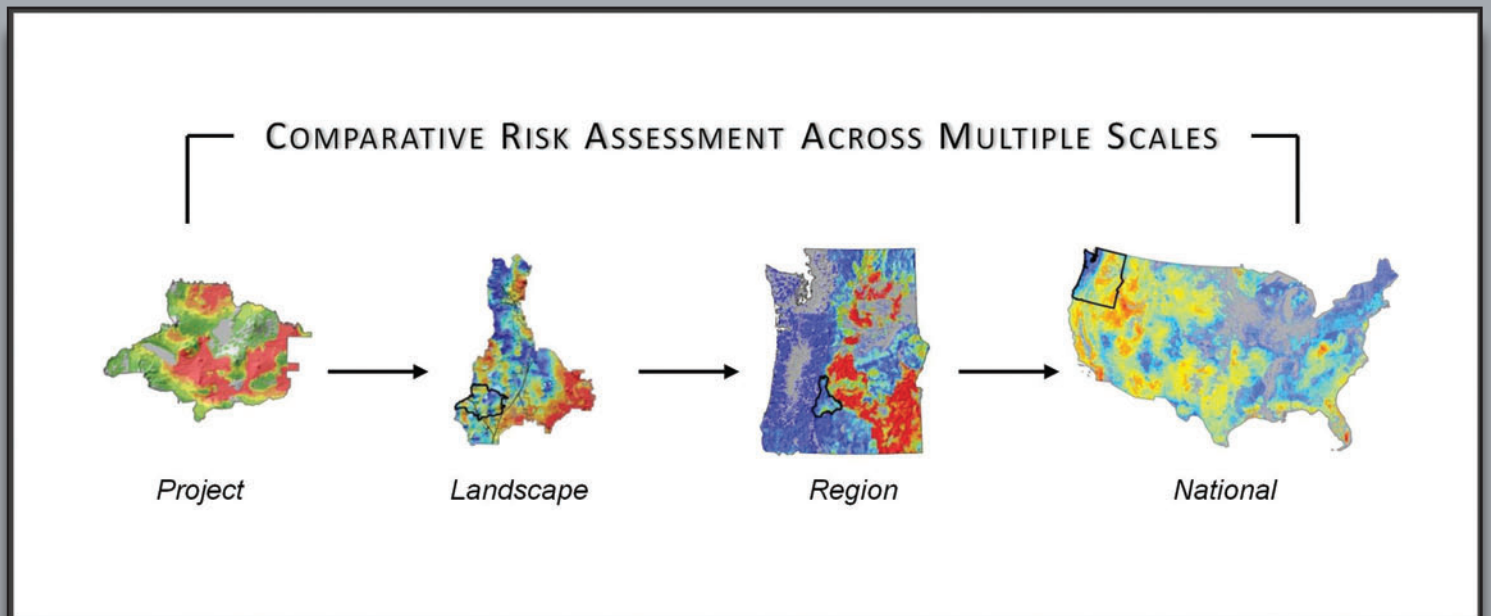 COMPARATIVE RISK ASSESSMENT ACROSS MULTIPLE SCALES
Project
Landscape
Region
National